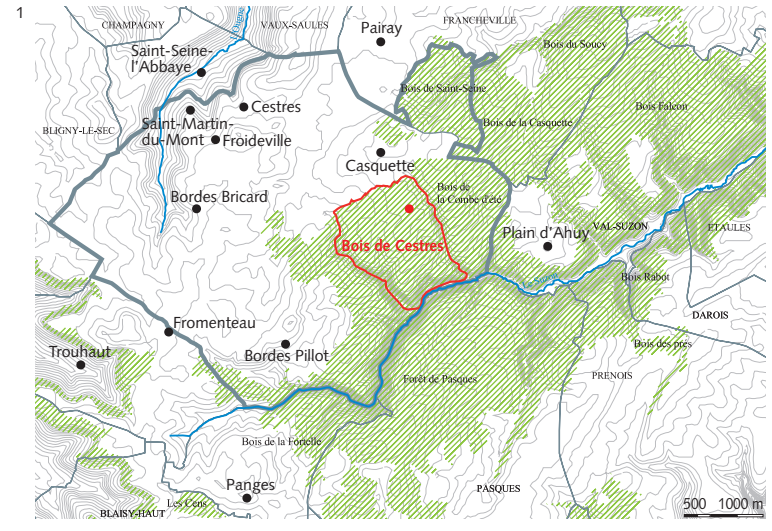 1
CHAMPAGNY
L'Ougne
VAUX-SAULES
Pairay
FRANCHEVILLE
Saint-Seine-
l'Abbaye
Bois du Soucy
Bois de Saint-Seine
Cestres
Bois Falcon
BLIGNY-LE-SEC
Saint-Martin-
du-Mont
Froideville
Bois de la Casquette
Casquette
Bordes Bricard
Bois de
la Combe d'été
Bois de Cestres
Plain d'Ahuy
VAL-SUZON
ETAULES
Le Suzon
Bois Rabot
DAROIS
Fromenteau
Trouhaut
Bordes Pillot
Bois des prés
Forêt de Pasques
PRENOIS
Bois de la Fortelle
Panges
PASQUES
Les Cens
BLAISY-HAUT
500 1000 m